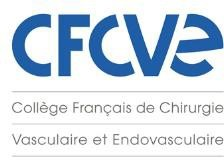 CFCVE
Collège Français de Chirurgie
Vasculaire et Endovasculaire